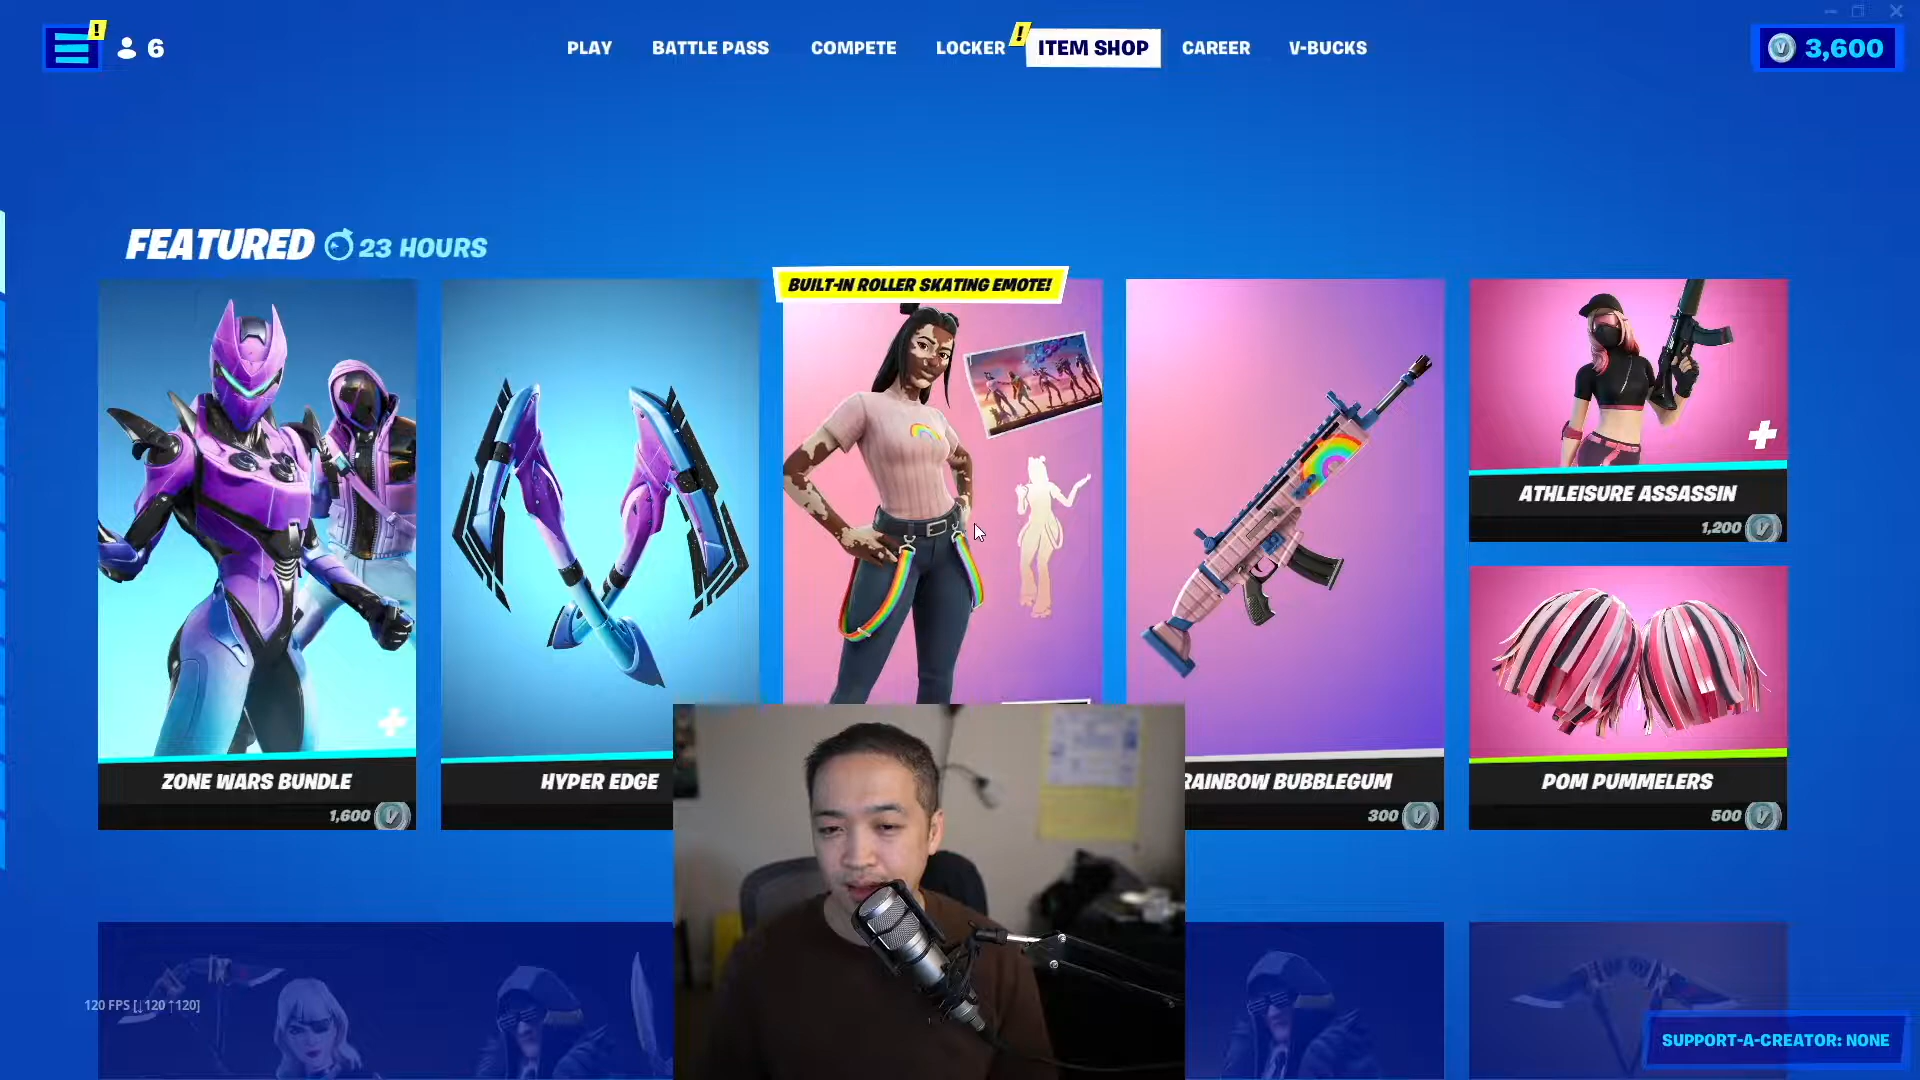 !
6
PLAY
BATTLE PASS
COMPETE
LOCKER
!
ITEM SHOP
CAREER
V-BUCKS
3,600
FEATURED 23 HOURS
BUILT-IN ROLLER SKATING EMOTE!
ATHLEISURE ASSASSIN
1,200
ZONE WARS BUNDLE
1,600
HYPER EDGE
RAINBOW BUBBLEGUM
300
POM PUMMELERS
500
120 FPS [↓120 ↑120]
SUPPORT-A-CREATOR: NONE